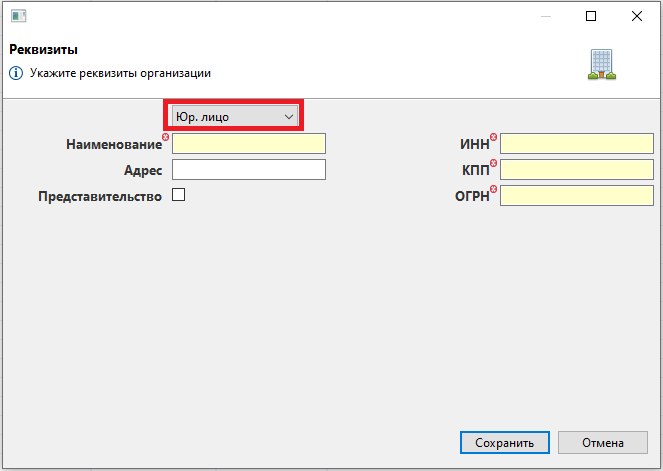 Реквизиты
Укажите реквизиты организации
Юр. лицо
Наименование ИНН
Адрес КПП
Представительство ОГРН
Сохранить Отмена